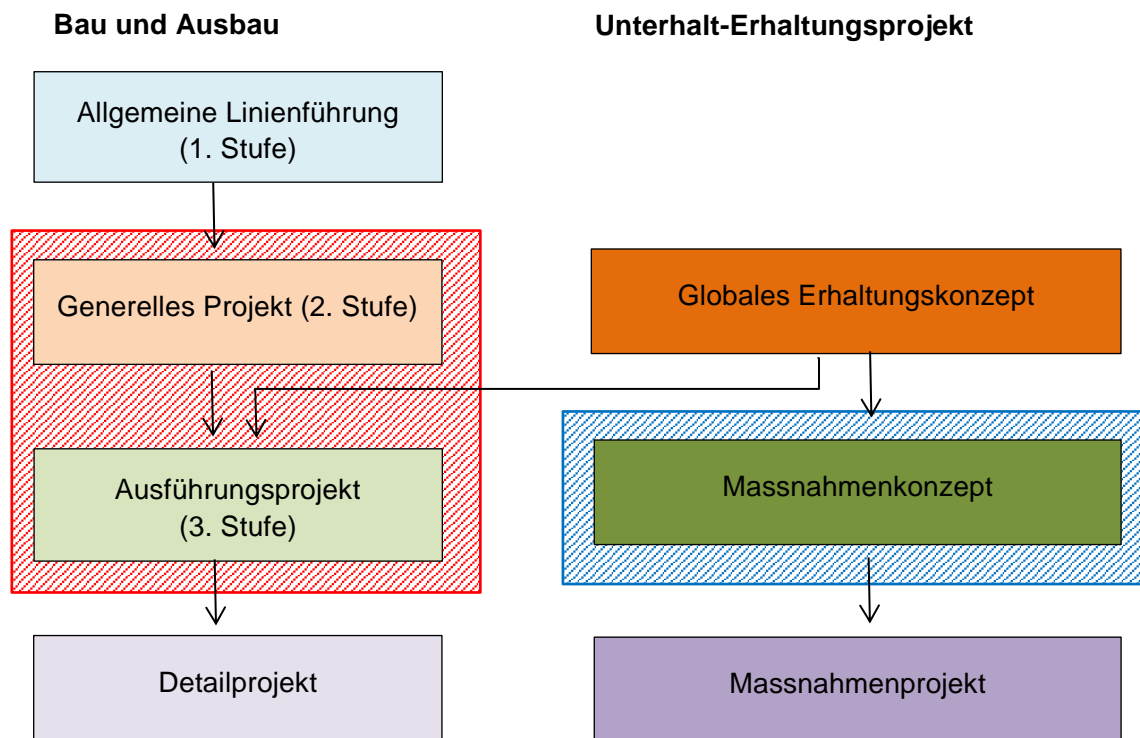 Bau und Ausbau
Unterhalt-Erhaltungsprojekt
Allgemeine Linienführung
(1. Stufe)
Generelles Projekt (2. Stufe)
Globales Erhaltungskonzept
Ausführungsprojekt
(3. Stufe)
Massnahmenkonzept
Detailprojekt
Massnahmenprojekt